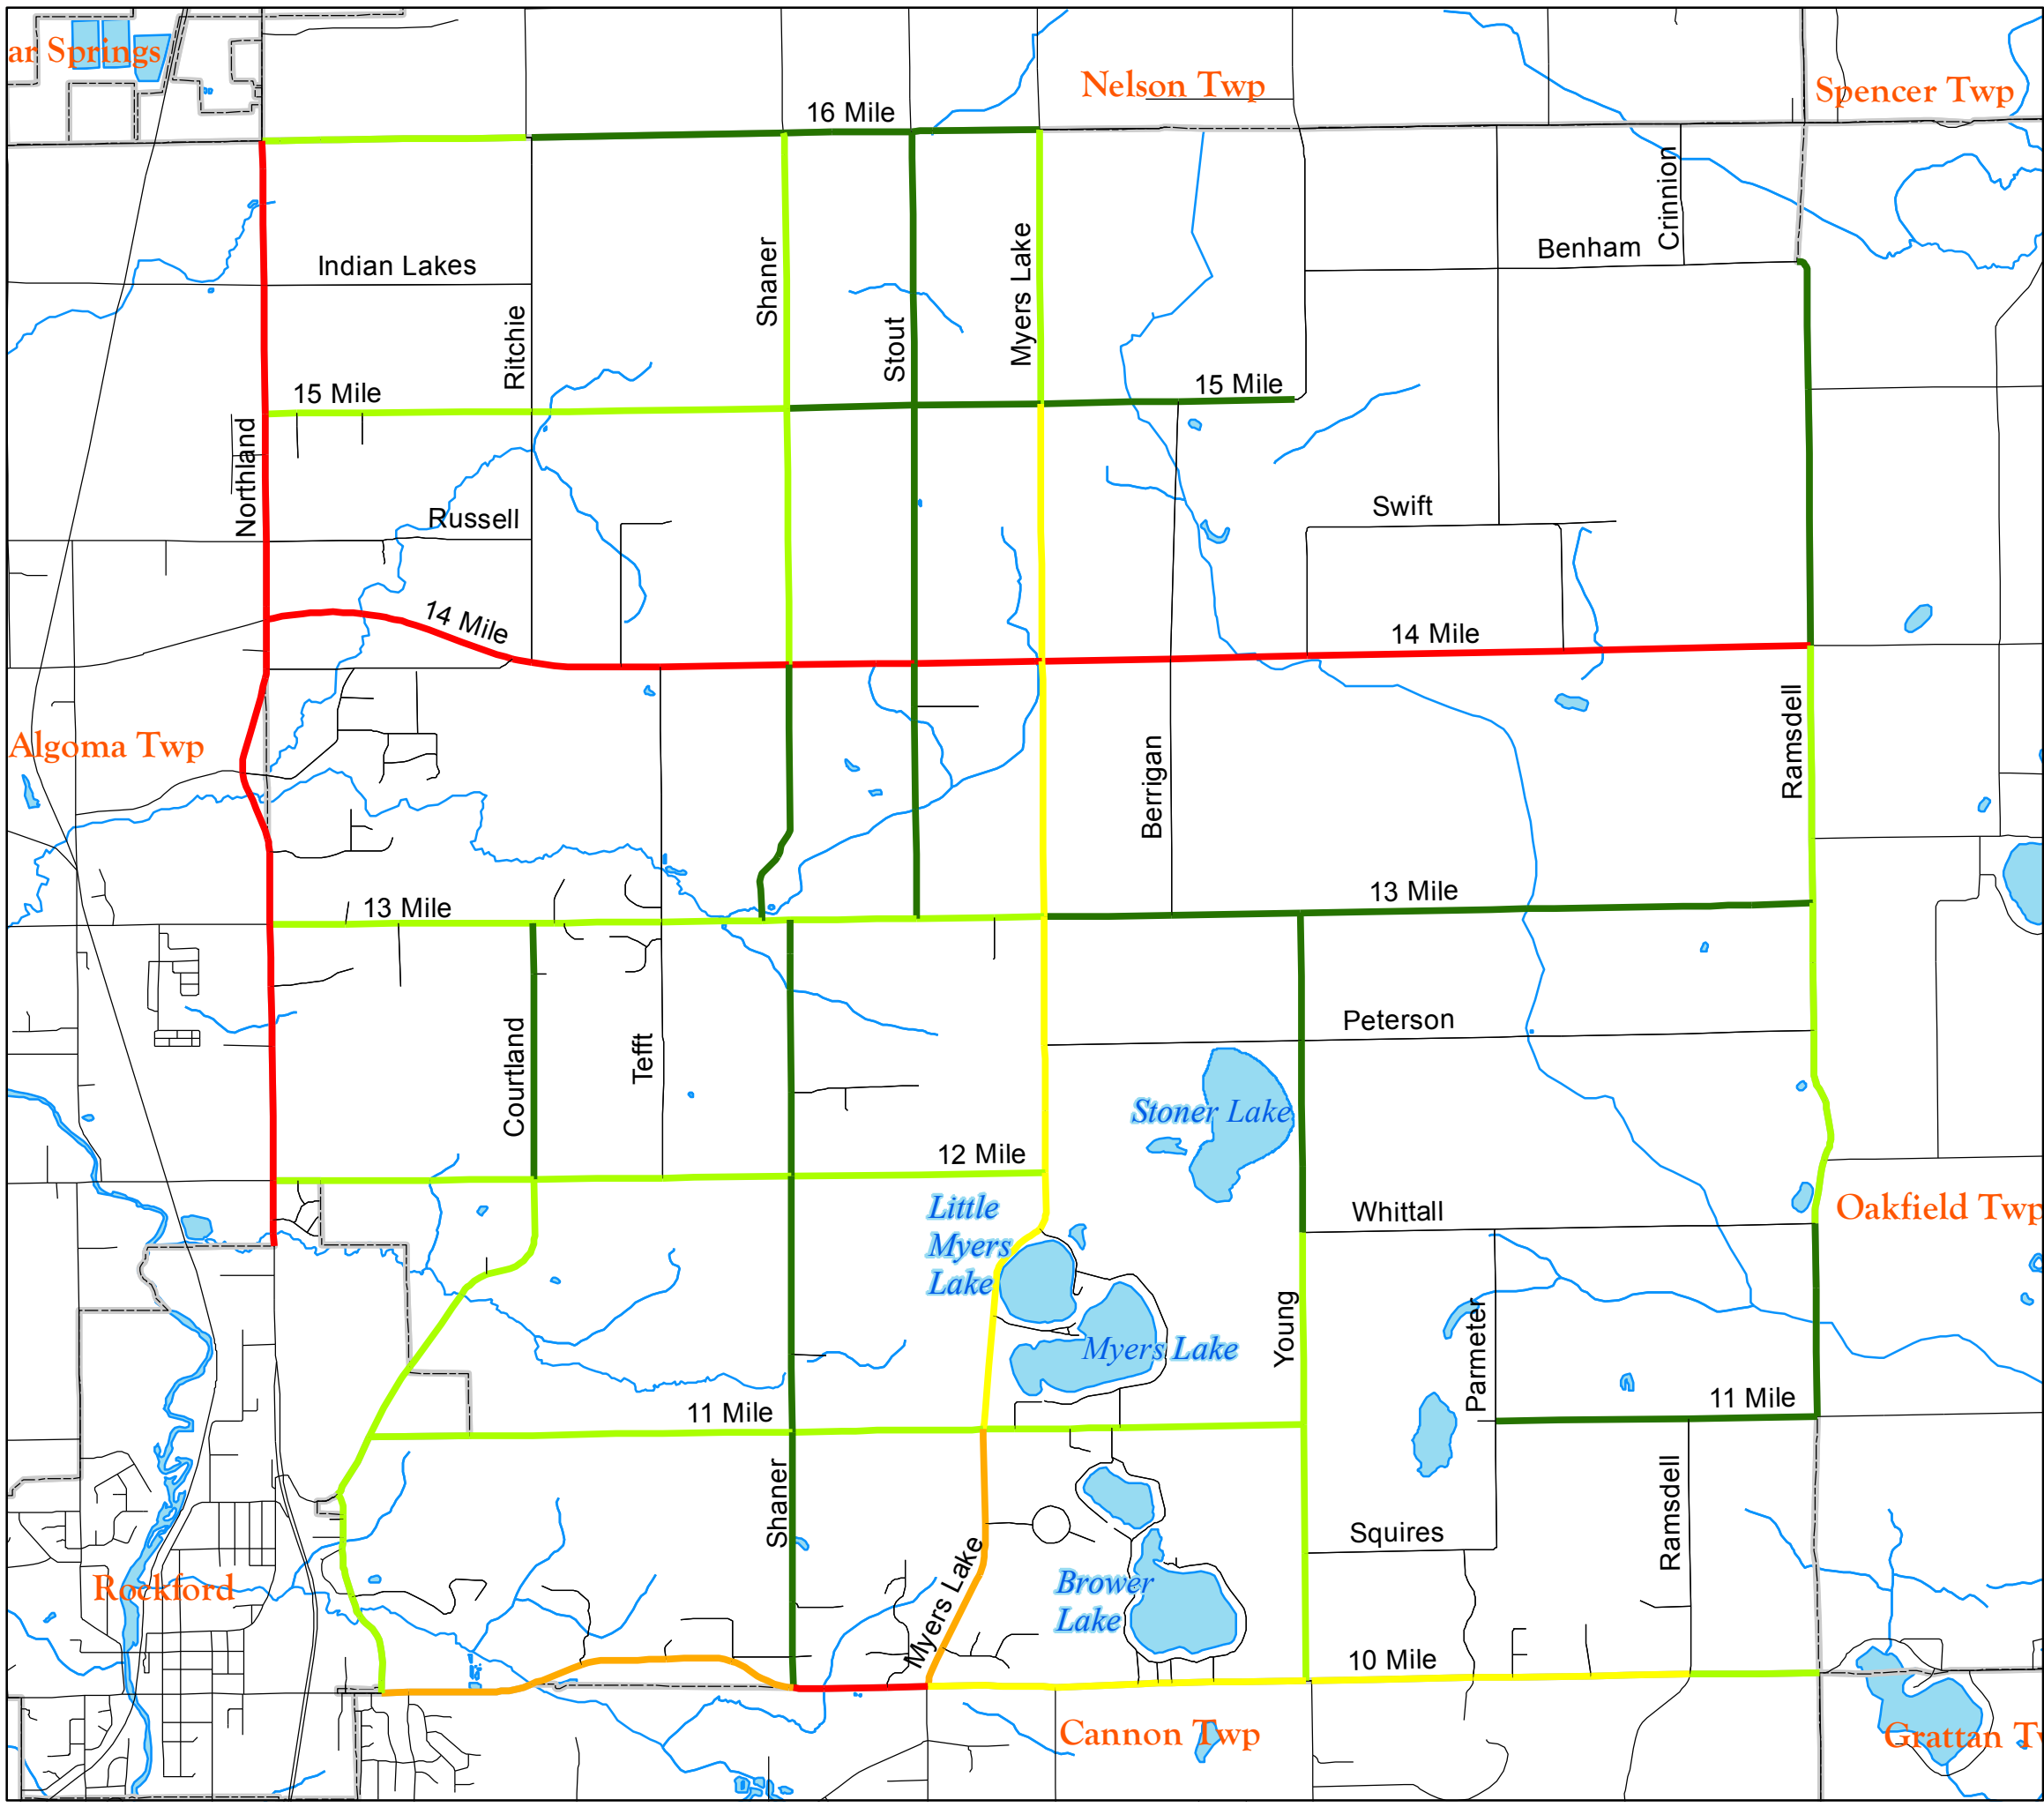 ar Springs
Nelson Twp
Spencer Twp
16 Mile
Crinnion
Benham
Indian Lakes
Shaner
Myers Lake
Ritchie
Stout
15 Mile
15 Mile
Northland
Russell
Swift
14 Mile
14 Mile
Algoma Twp
Ramsdell
Berrigan
13 Mile
13 Mile
Courtland
Tefft
Peterson
Stoner Lake
12 Mile
Little
Myers
Lake
Whittall
Oakfield Twp
Young
Parmeter
Myers Lake
11 Mile
11 Mile
Shaner
Ramsdell
Myers Lake
Squires
Rockford
Brower
Lake
10 Mile
Cannon Twp
Grattan Tw